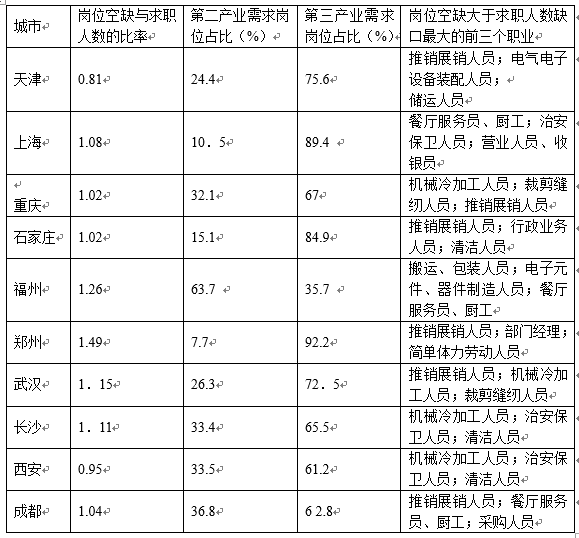 城市
岗位空缺与求职
人数的比率
第二产业需求岗
位占比（%）
第三产业需求
岗位占比（%）
岗位空缺大于求职人数缺
口最大的前三个职业
天津
0.81
24.4
75.6
推销展销人员；电气电子
设备装配人员；
储运人员
上海
1.08
10．5
89.4
餐厅服务员、厨工；治安
保卫人员；营业人员、收
银员
重庆
1.02
32.1
67
机械冷加工人员；裁剪缝
纫人员；推销展销人员
石家庄
1.02
15.1
84.9
推销展销人员；行政业务
人员；清洁人员
福州
1.26
63.7
35.7
搬运、包装人员；电子元
件、器件制造人员；餐厅
服务员、厨工
郑州
1.49
7.7
92.2
推销展销人员；部门经理；
简单体力劳动人员
武汉
1．15
26.3
72．5
推销展销人员；机械冷加
工人员；裁剪缝纫人员
长沙
1．11
33.4
65.5
机械冷加工人员；治安保
卫人员；清洁人员
西安
0.95
33.5
61.2
机械冷加工人员；治安保
卫人员；清洁人员
成都
1.04
36.8
6 2.8
推销展销人员；餐厅服务
员、厨工；采购人员